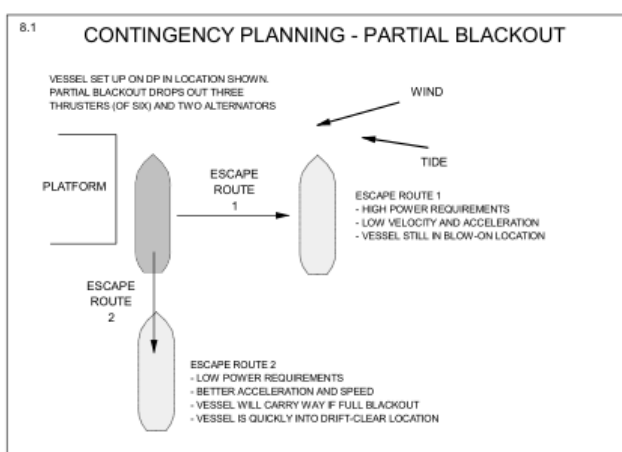 8.1
CONTINGENCY PLANNING - PARTIAL BLACKOUT
VESSEL SET UP ON DP IN LOCATION SHOWN.
PARTIAL BLACKOUT DROPS OUT THREE
THRUSTERS (OF SIX) AND TWO ALTERNATORS
WIND
TIDE
PLATFORM
ESCAPE
ROUTE
1
ESCAPE ROUTE 1
- HIGH POWER REQUIREMENTS
- LOW VELOCITY AND ACCELERATION
- VESSEL STILL IN BLOW-ON LOCATION
ESCAPE
ROUTE
2
ESCAPE ROUTE 2
- LOW POWER REQUIREMENTS
- BETTER ACCELERATION AND SPEED
- VESSEL WILL CARRY WAY IF FULL BLACKOUT
- VESSEL IS QUICKLY INTO DRIFT-CLEAR LOCATION